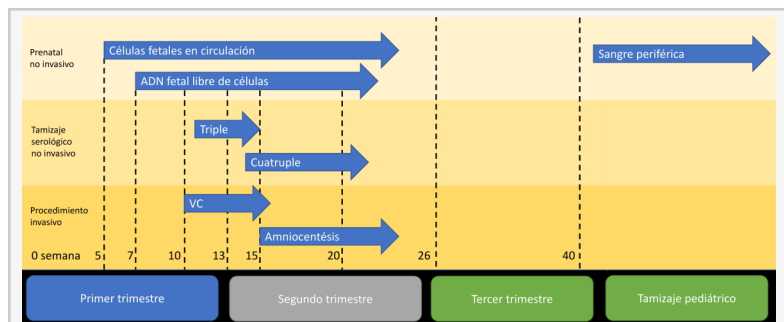 Prenatal
no invasivo
Células fetales en circulación
Sangre periférica
ADN fetal libre de células
Tamizaje
serológico
no invasivo
Triple
Cuatruple
Procedimiento
invasivo
VC
Amniocentésis
0 semana 5 7 10 13 15 20 26 40
Primer trimestre
Segundo trimestre
Tercer trimestre
Tamizaje pediátrico